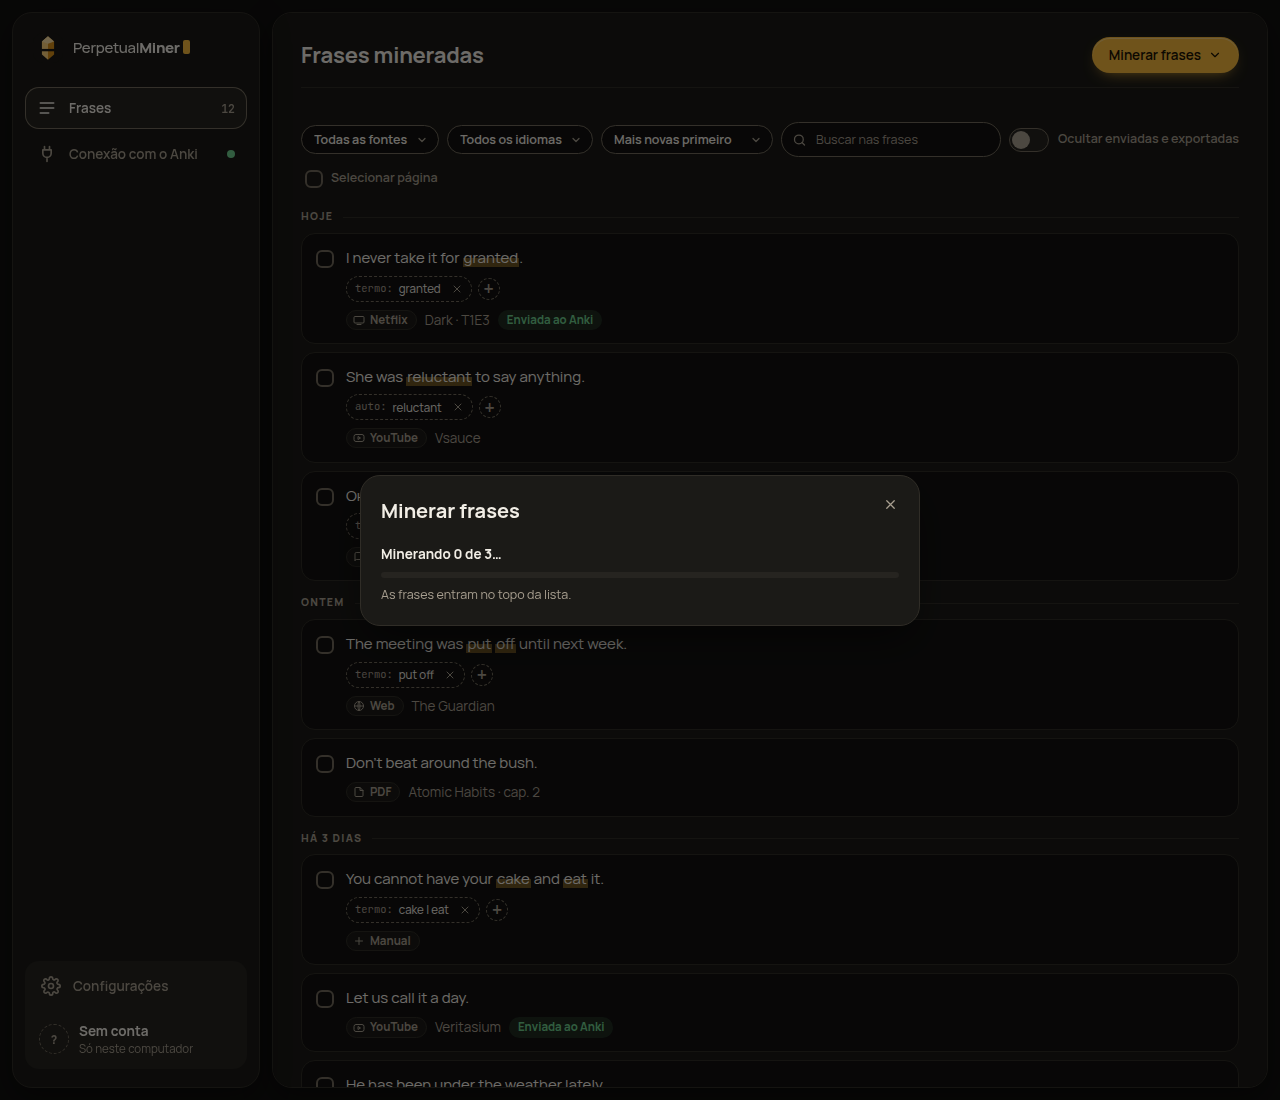 PerpetualMiner
Frases 12
Conexão com o Anki
Configurações
?
Sem conta
Só neste computador
Frases mineradas
Minerar frases
Todas as fontes
Todos os idiomas
Mais novas primeiro
Buscar nas frases
Ocultar enviadas e exportadas
Selecionar página
HOJE
I never take it for granted.
termo: granted × +
Netflix Dark · T1E3 Enviada ao Anki
She was reluctant to say anything.
auto: reluctant × +
YouTube Vsauce
Minerar frases ×
Minerando 0 de 3…
As frases entram no topo da lista.
ONTEM
The meeting was put off until next week.
termo: put off × +
Web The Guardian
Don't beat around the bush.
PDF Atomic Habits · cap. 2
HÁ 3 DIAS
You cannot have your cake and eat it.
termo: cake | eat × +
+ Manual
Let us call it a day.
YouTube Veritasium Enviada ao Anki
He has been under the weather lately.